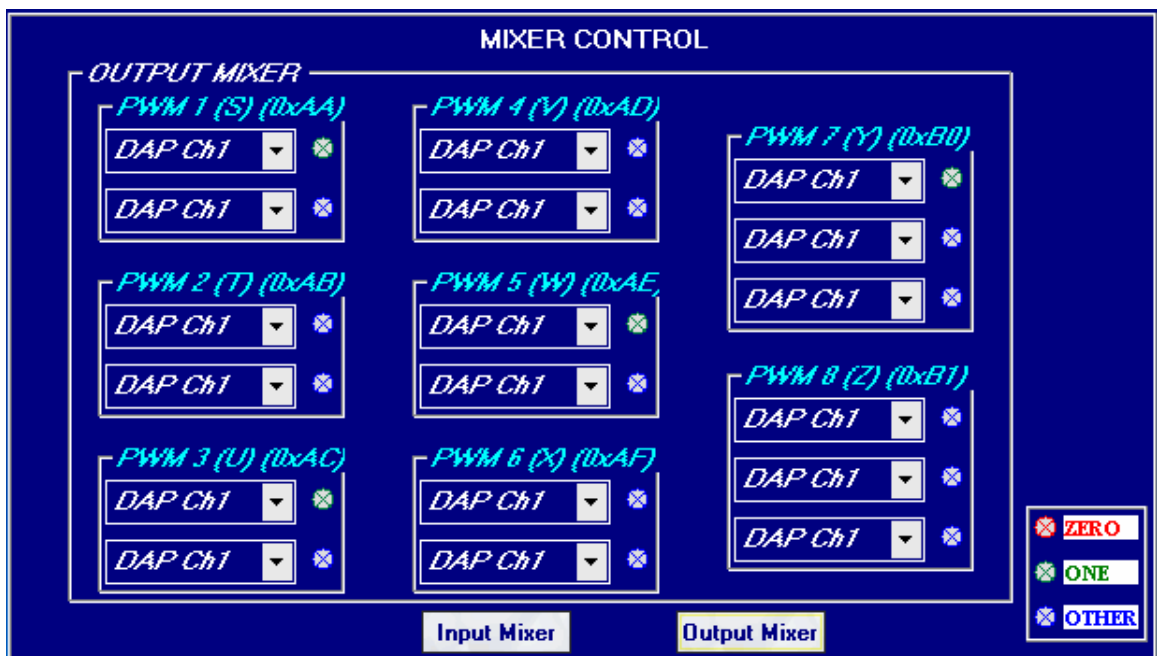 MIXER CONTROL
OUTPUT MIXER
PWM 1 (S) (0xAA)
DAP Ch1
DAP Ch1
PWM 2 (T) (0xAB)
DAP Ch1
DAP Ch1
PWM 3 (U) (0xAC)
DAP Ch1
DAP Ch1
PWM 4 (V) (0xAD)
DAP Ch1
DAP Ch1
PWM 5 (W) (0xAE,
DAP Ch1
DAP Ch1
PWM 6 (X) (0xAF)
DAP Ch1
DAP Ch1
PWM 7 (Y) (0xB0)
DAP Ch1
DAP Ch1
DAP Ch1
PWM 8 (Z) (0xB1)
DAP Ch1
DAP Ch1
DAP Ch1
ZERO
ONE
OTHER
Input Mixer
Output Mixer